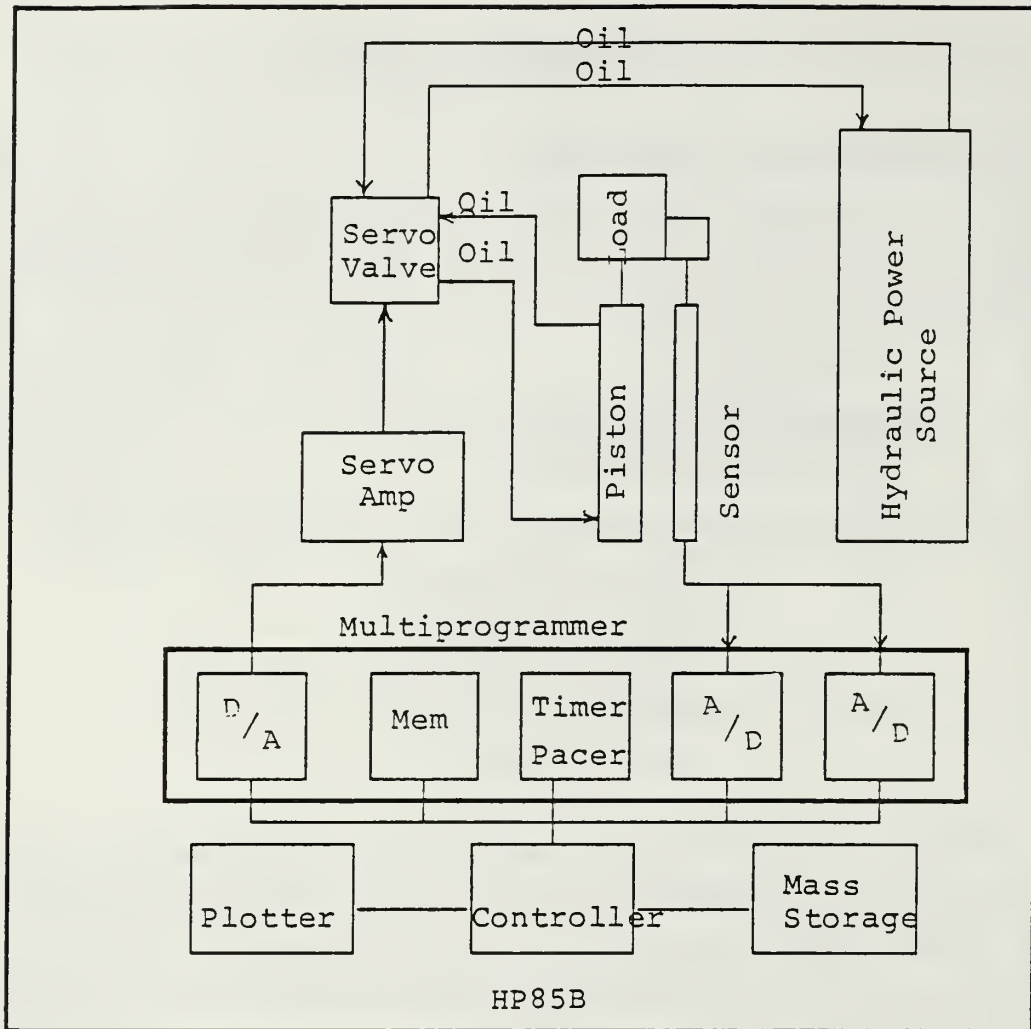 Oil
Oil
Oil
Servo
Valve
Oil
Load
Piston
Sensor
Hydraulic Power
Source
Servo
Amp
Multiprogrammer
D/A
Mem
Timer
Pacer
A/D
A/D
Plotter
Controller
Mass
Storage
HP85B